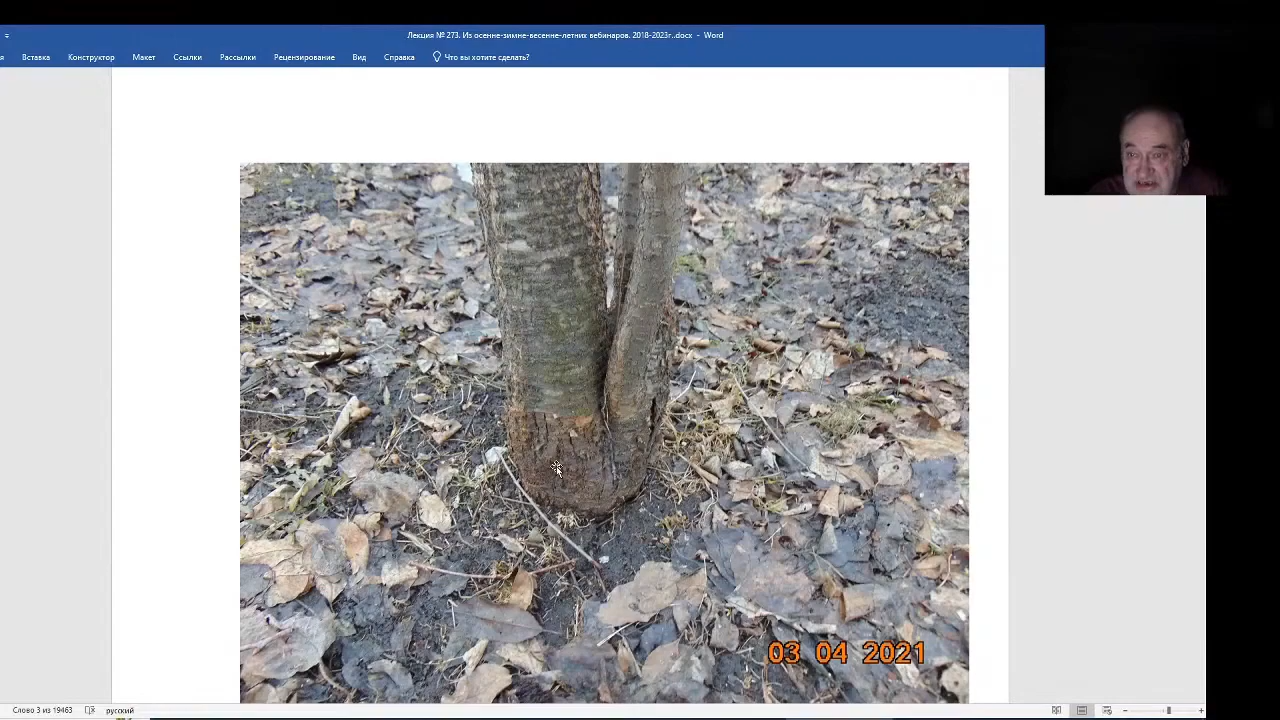 Лекция № 273. Из осенне-зимне-весенне-летних вебинаров. 2018-2023г..docx - Word
Вставка Конструктор Макет Ссылки Рассылки Рецензирование Вид Справка Что вы хотите сделать?
03 04 2021
Слово 3 из 19463 русский